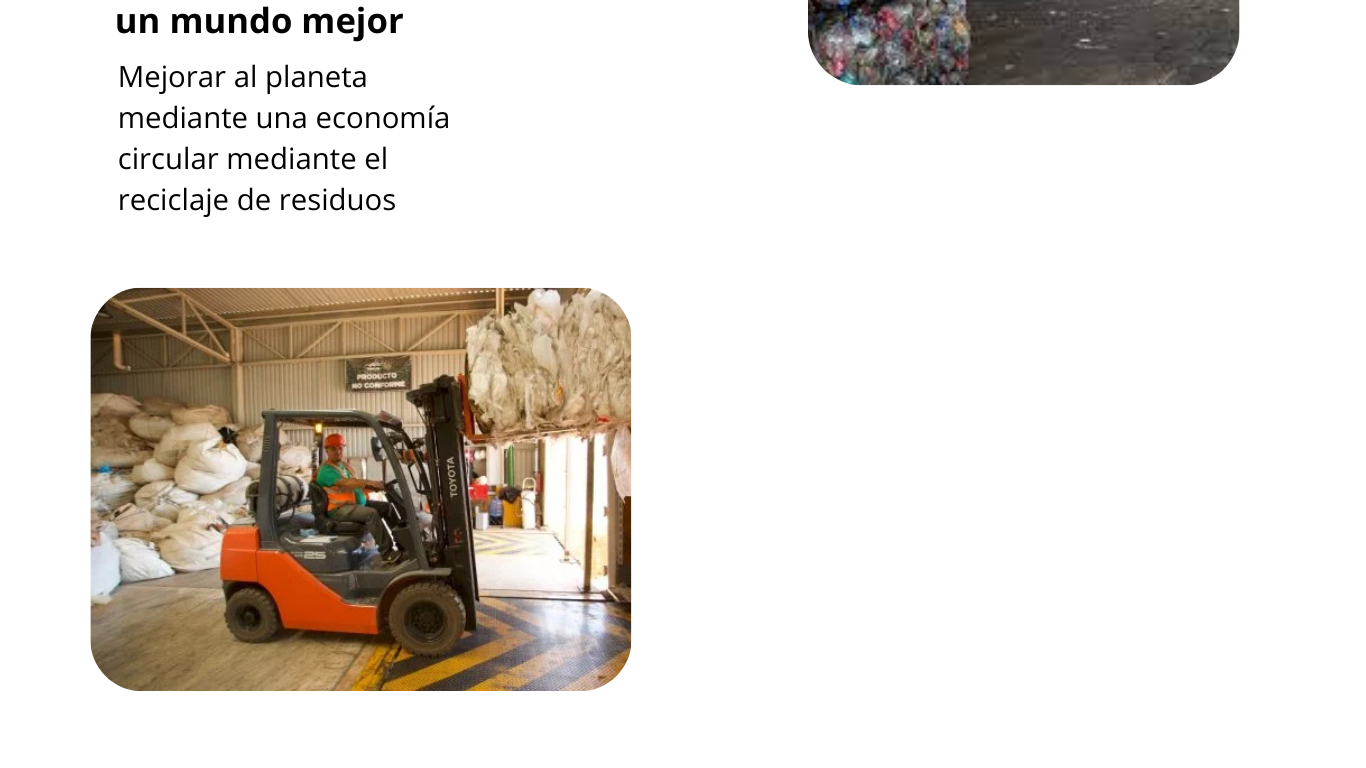 un mundo mejor
Mejorar al planeta
mediante una economía
circular mediante el
reciclaje de residuos
PRODUCTO
NO CONFORME
TOYOTA
25